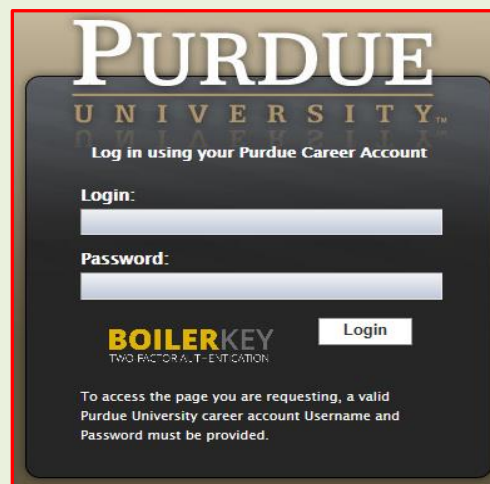 PURDUE
UNIVERSITY™
Log in using your Purdue Career Account
Login:
Password:
BOILERKEY
TWO FACTOR AUTHENTICATION
Login
To access the page you are requesting, a valid
Purdue University career account Username and
Password must be provided.